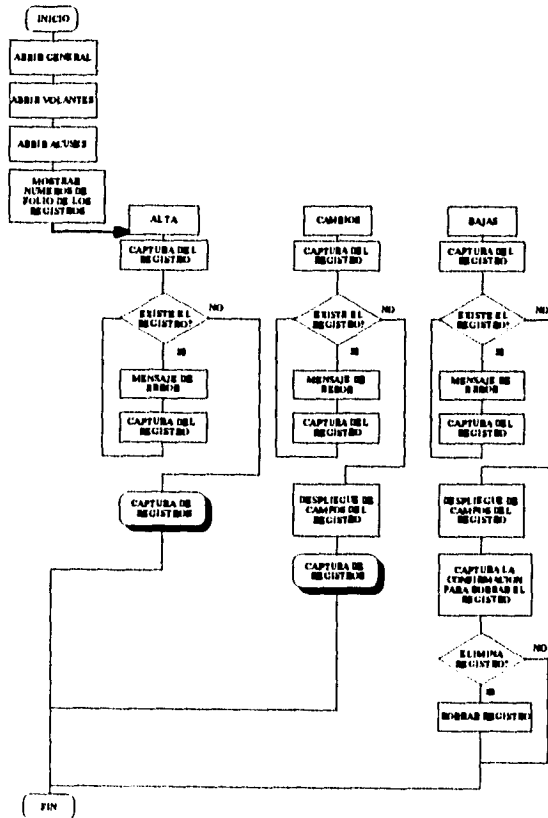 INICIO
ABRIR GENERAL
ABRIR VOLANTES
ABRIR ACUSES
MOSTRAR
NUMEROS DE
FOLIO DE LOS
REGISTROS
ALTA
CAPTURA DEL
REGISTRO
EXISTE EL
REGISTRO?
NO
SI
MENSAJE DE
ERROR
CAPTURA DEL
REGISTRO
CAPTURA DE
REGISTROS
CAMBIOS
CAPTURA DEL
REGISTRO
EXISTE EL
REGISTRO?
NO
SI
MENSAJE DE
ERROR
CAPTURA DEL
REGISTRO
DESPLIEGUE DE
CAMPOS DEL
REGISTRO
CAPTURA DE
REGISTROS
BAJAS
CAPTURA DEL
REGISTRO
EXISTE EL
REGISTRO?
NO
SI
MENSAJE DE
ERROR
CAPTURA DEL
REGISTRO
DESPLIEGUE DE
CAMPOS DEL
REGISTRO
CAPTURA LA
CONFIRMACION
PARA BORRAR EL
REGISTRO
ELIMINA
REGISTRO?
NO
SI
BORRAR REGISTRO
FIN